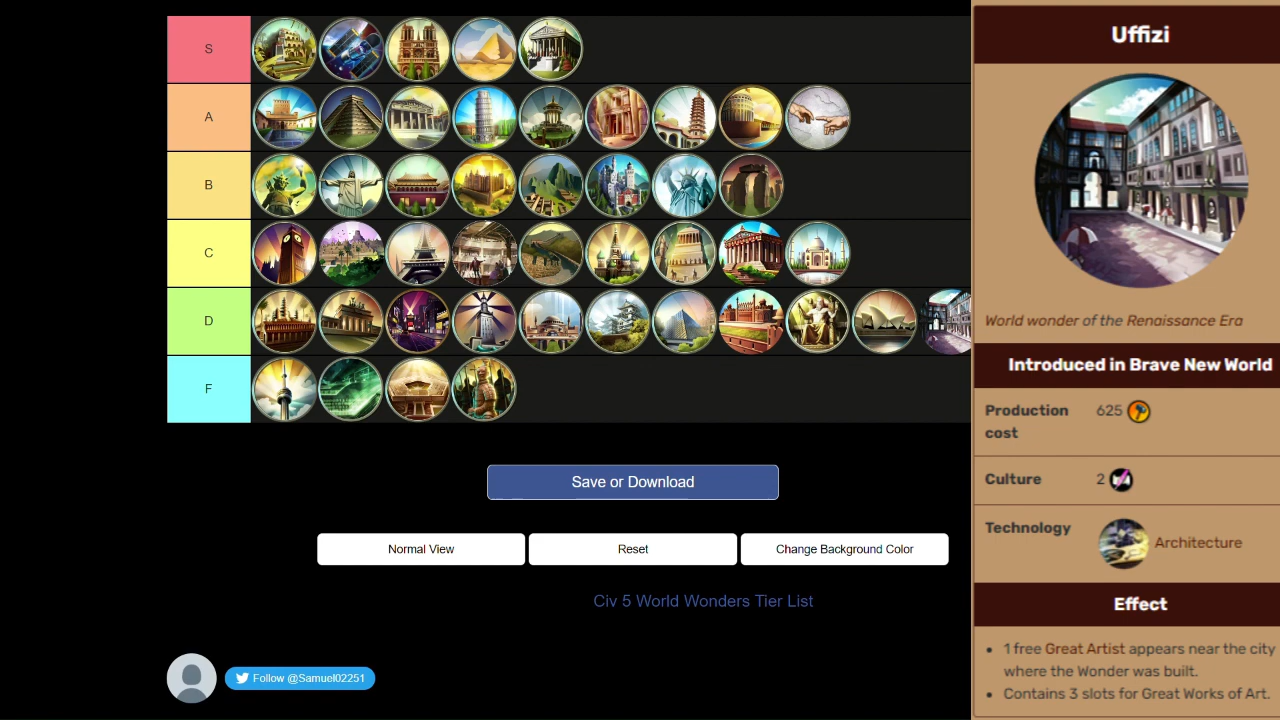 S
A
B
C
D
F
Save or Download
Normal View
Reset
Change Background Color
Civ 5 World Wonders Tier List
Follow @Samuel02251
Uffizi
World wonder of the Renaissance Era
Introduced in Brave New World
Production cost
625
Culture
2
Technology
Architecture
Effect
1 free Great Artist appears near the city
where the Wonder was built.
Contains 3 slots for Great Works of Art.